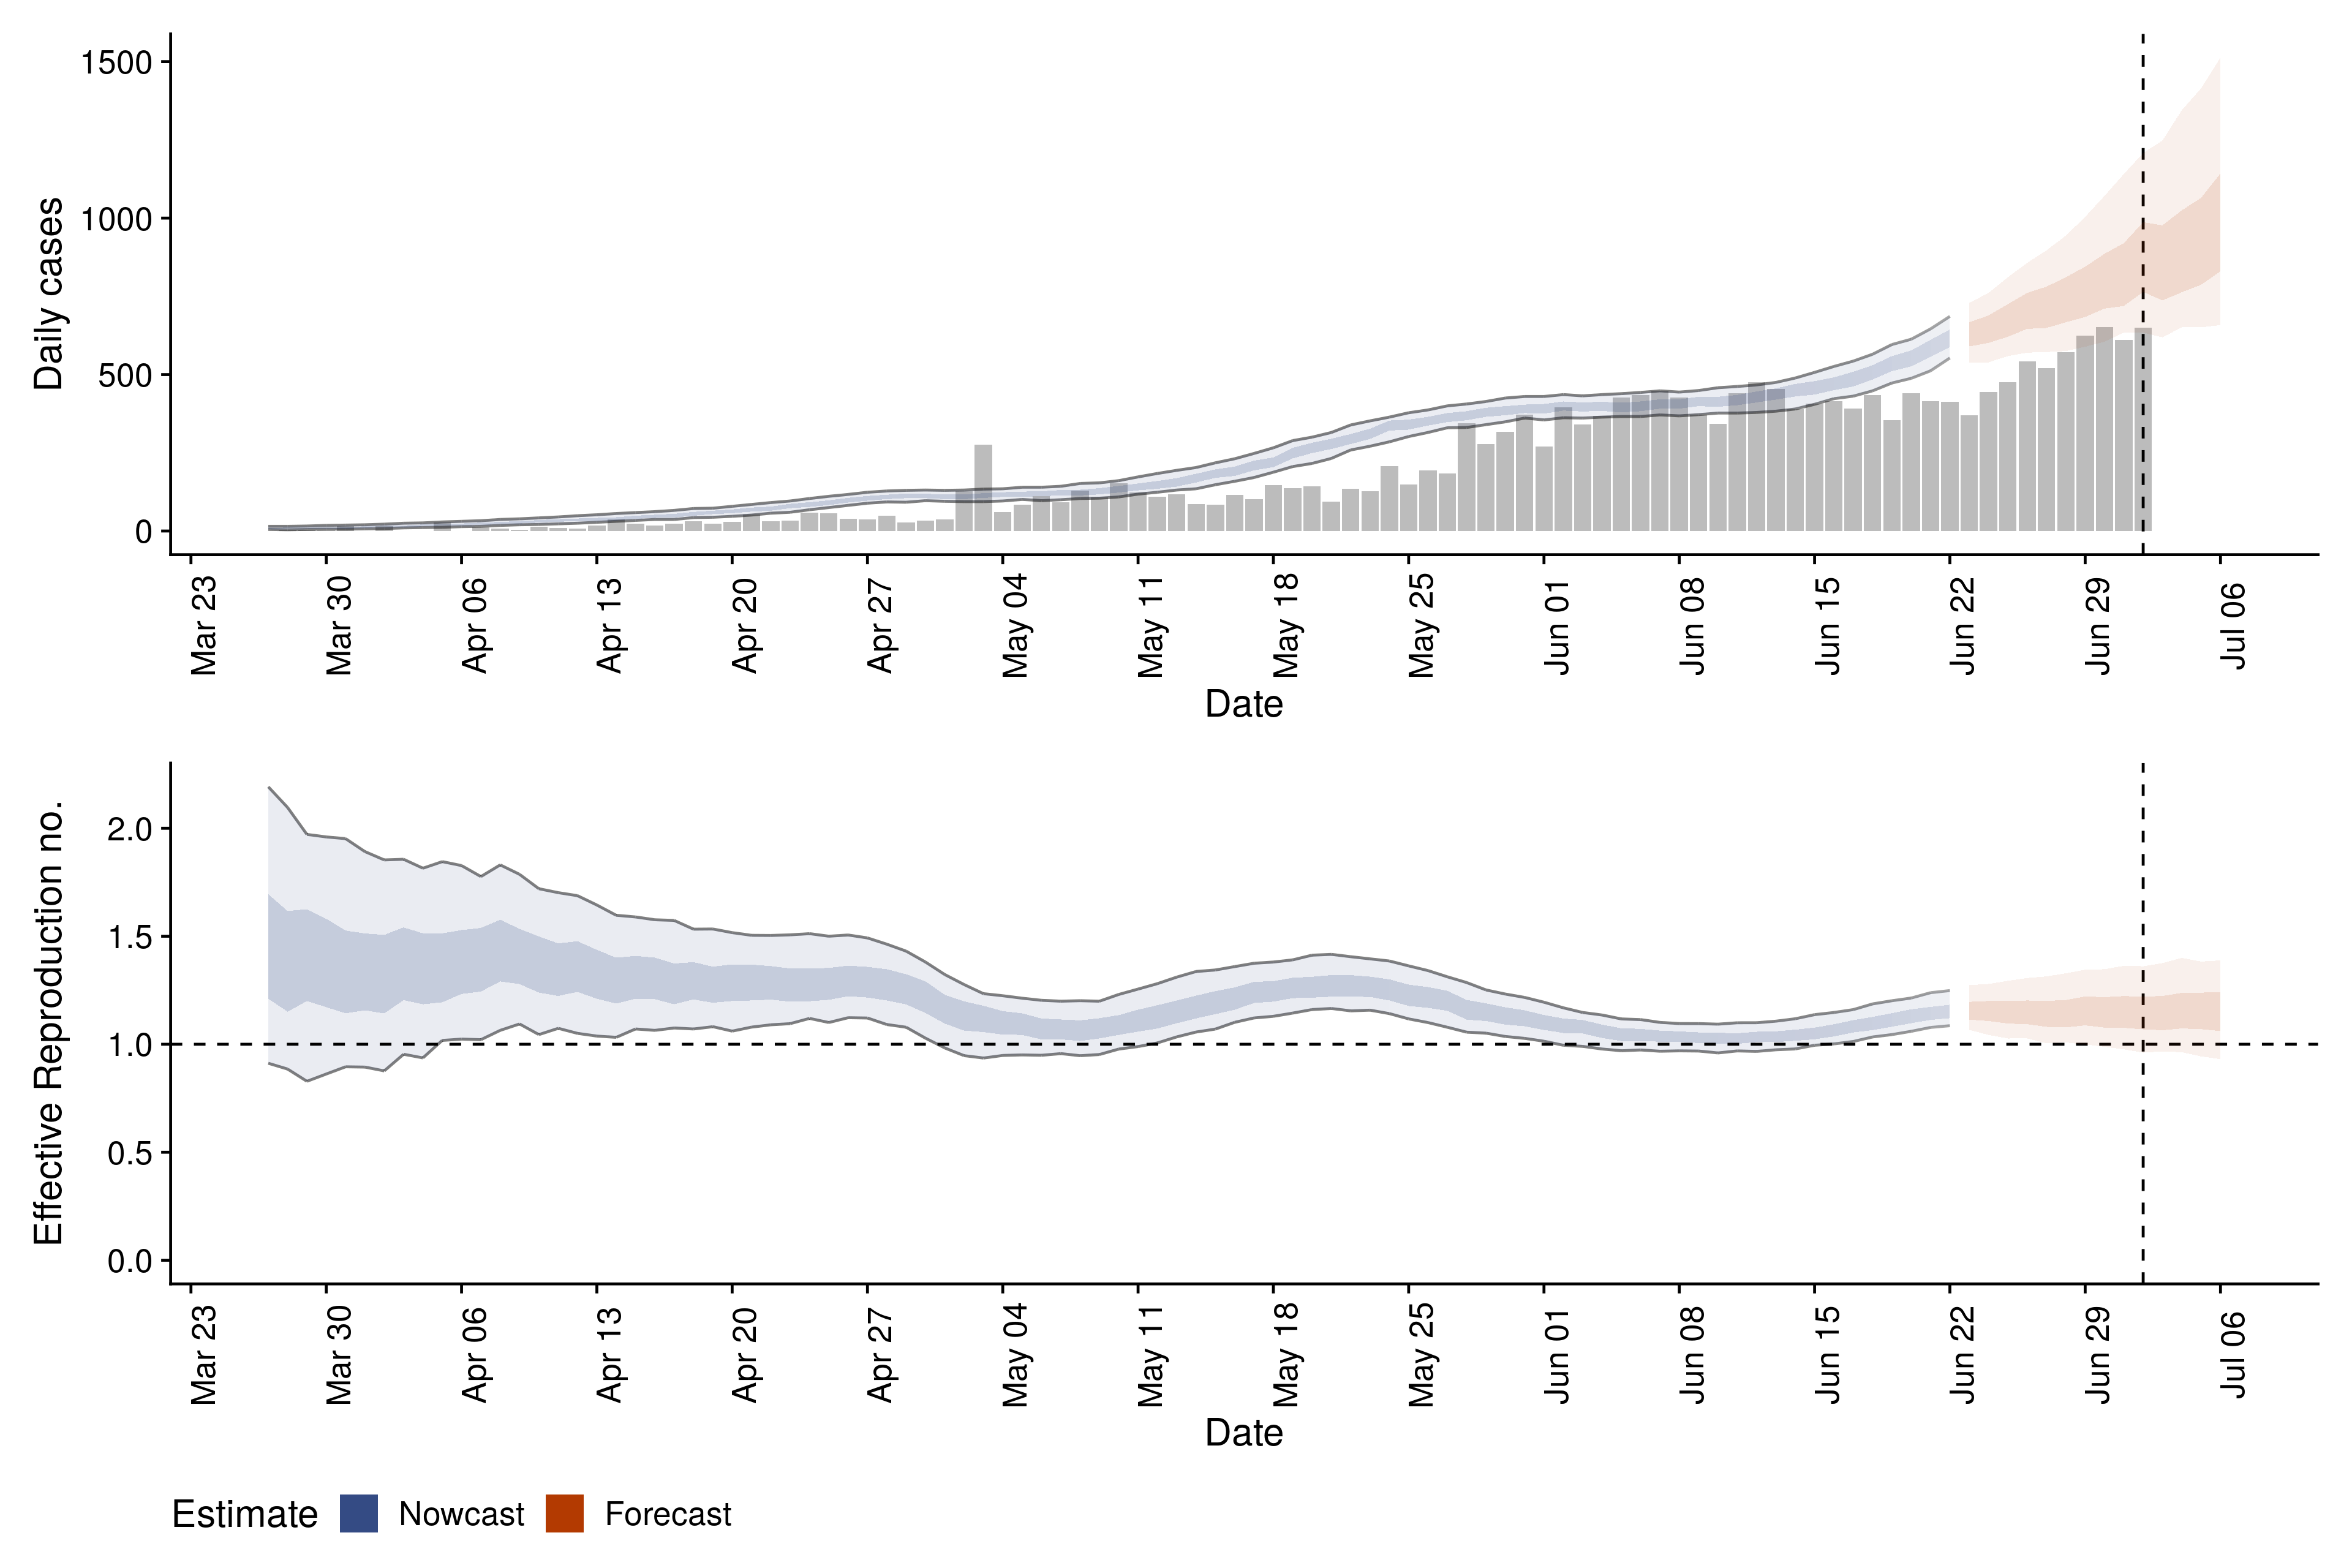 Daily cases
1500
1000
500
0
Mar 23
Mar 30
Apr 06
Apr 13
Apr 20
Apr 27
May 04
May 11
May 18
May 25
Jun 01
Jun 08
Jun 15
Jun 22
Jun 29
Jul 06
Date
Effective Reproduction no.
2.0
1.5
1.0
0.5
0.0
Mar 23
Mar 30
Apr 06
Apr 13
Apr 20
Apr 27
May 04
May 11
May 18
May 25
Jun 01
Jun 08
Jun 15
Jun 22
Jun 29
Jul 06
Date
Estimate Nowcast Forecast